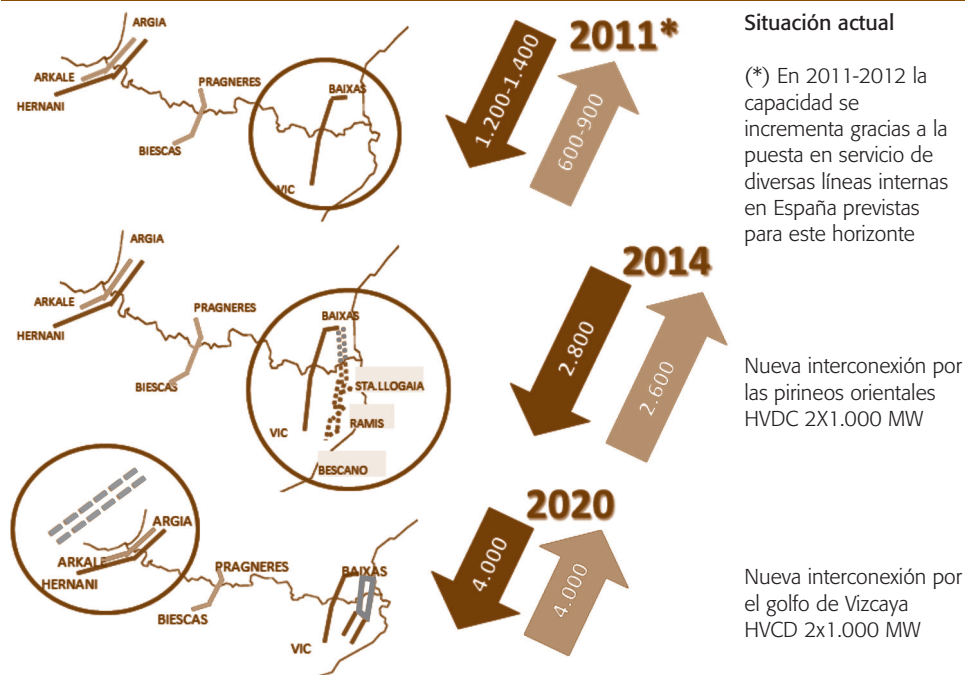 ARGIA
ARKALE
HERNANI
PRAGNERES
BIESCAS
BAIXAS
VIC
2011*
1.200-1.400
600-900
Situación actual
(*) En 2011-2012 la
capacidad se
incrementa gracias a la
puesta en servicio de
diversas líneas internas
en España previstas
para este horizonte
ARGIA
ARKALE
HERNANI
PRAGNERES
BIESCAS
BAIXAS
STA.LLOGAIA
RAMIS
VIC
BESCANO
2014
2.800
2.600
Nueva interconexión por
las pirineos orientales
HVDC 2X1.000 MW
ARGIA
ARKALE
HERNANI
PRAGNERES
BIESCAS
BAIXAS
VIC
2020
4.000
4.000
Nueva interconexión por
el golfo de Vizcaya
HVCD 2x1.000 MW